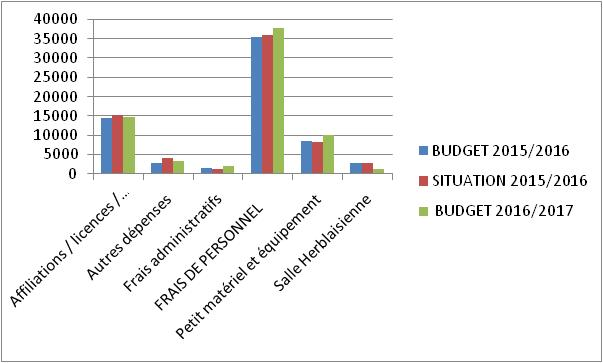 40000
35000
30000
25000
20000
15000
10000
5000
0
Affiliations / licences /...
Autres dépenses
Frais administratifs
FRAIS DE PERSONNEL
Petit matériel et équipement
Salle Herblaisienne
BUDGET 2015/2016
SITUATION 2015/2016
BUDGET 2016/2017